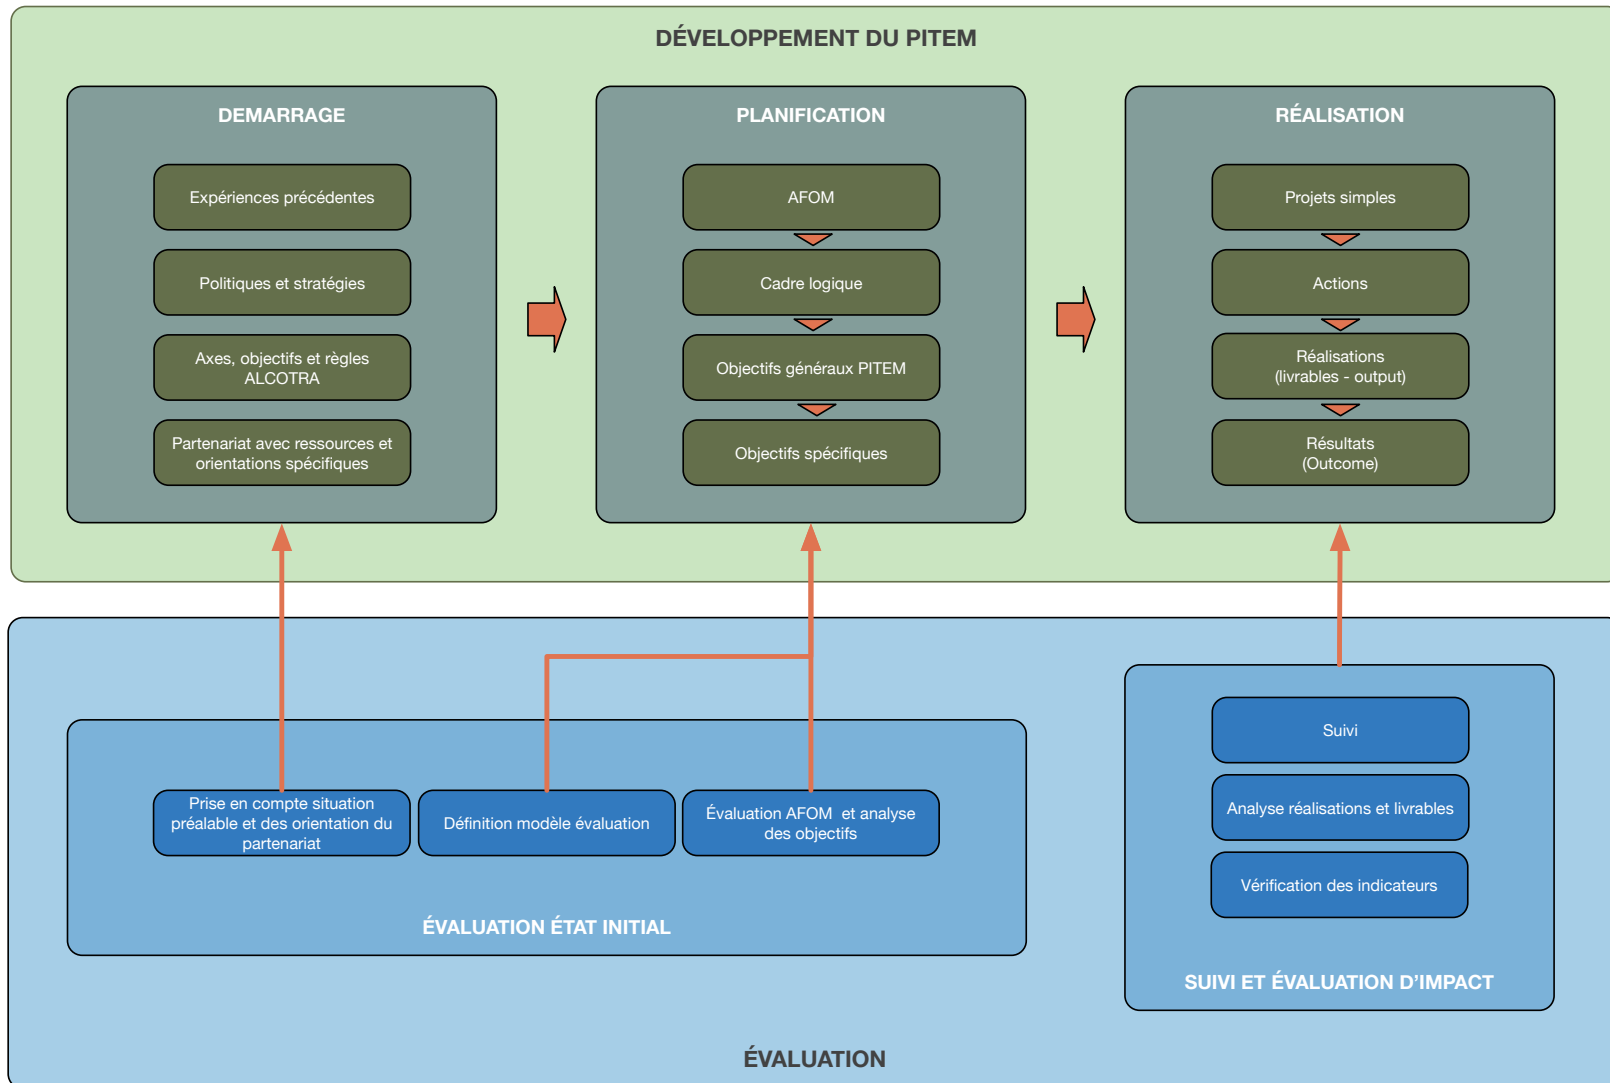 DÉVELOPPEMENT DU PITEM
DEMARRAGE
Expériences précédentes
Politiques et stratégies
Axes, objectifs et règles
ALCOTRA
Partenariat avec ressources et
orientations spécifiques
PLANIFICATION
AFOM
Cadre logique
Objectifs généraux PITEM
Objectifs spécifiques
RÉALISATION
Projets simples
Actions
Réalisations
(livrables - output)
Résultats
(Outcome)
Prise en compte situation
préalable et des orientation du
partenariat
Définition modèle évaluation
Évaluation AFOM et analyse
des objectifs
ÉVALUATION ÉTAT INITIAL
Suivi
Analyse réalisations et livrables
Vérification des indicateurs
SUIVI ET ÉVALUATION D'IMPACT
ÉVALUATION